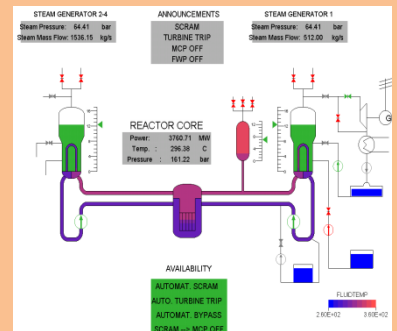 STEAM GENERATOR 2-4
Steam Pressure: 64.41 bar
Steam Mass Flow: 1536.15 kg/s
ANNOUNCEMENTS
SCRAM
TURBINE TRIP
MCP OFF
FWP OFF
STEAM GENERATOR 1
Steam Pressure: 64.41 bar
Steam Mass Flow: 512.00 kg/s
REACTOR CORE
Power: 3760.71 MW
Temp. : 296.38 C
Pressure : 161.22 bar
G
AVAILABILITY
AUTOMAT. SCRAM
AUTO. TURBINE TRIP
AUTOMAT. BYPASS
SCRAM --> MCP OFF
FLUIDTEMP
2.60E+02 3.60E+02